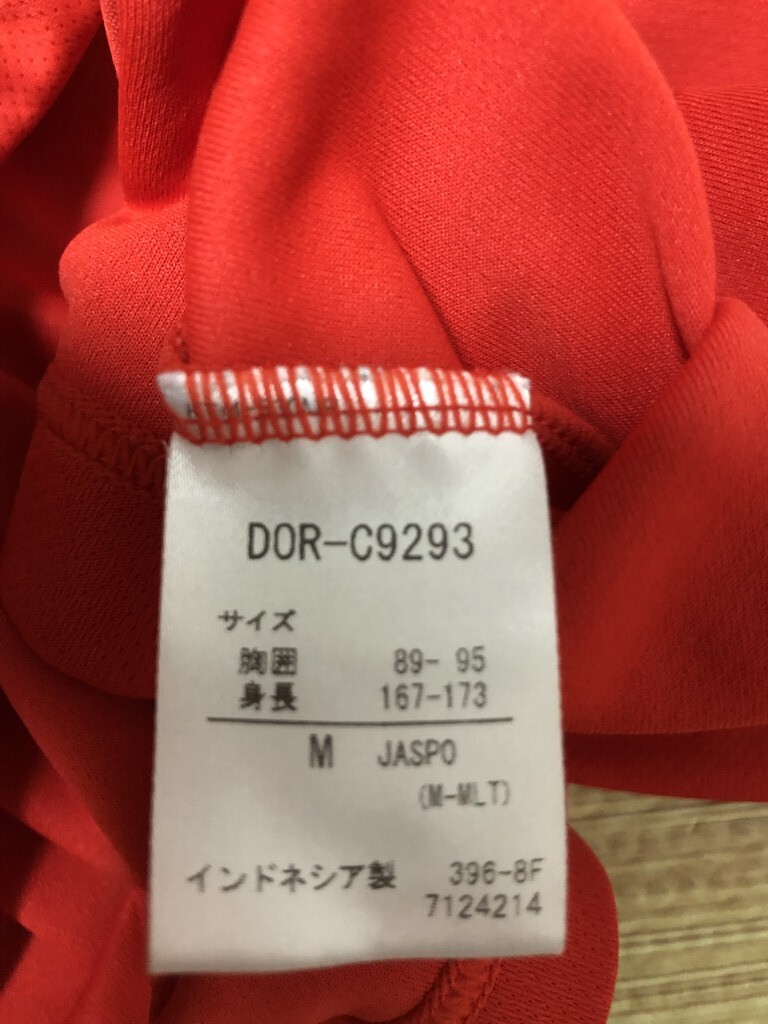 DOR-C9293
サイズ
胸囲 89- 95
身長 167-173
M JASPO
(M-MLT)
インドネシア製 396-8F
7124214